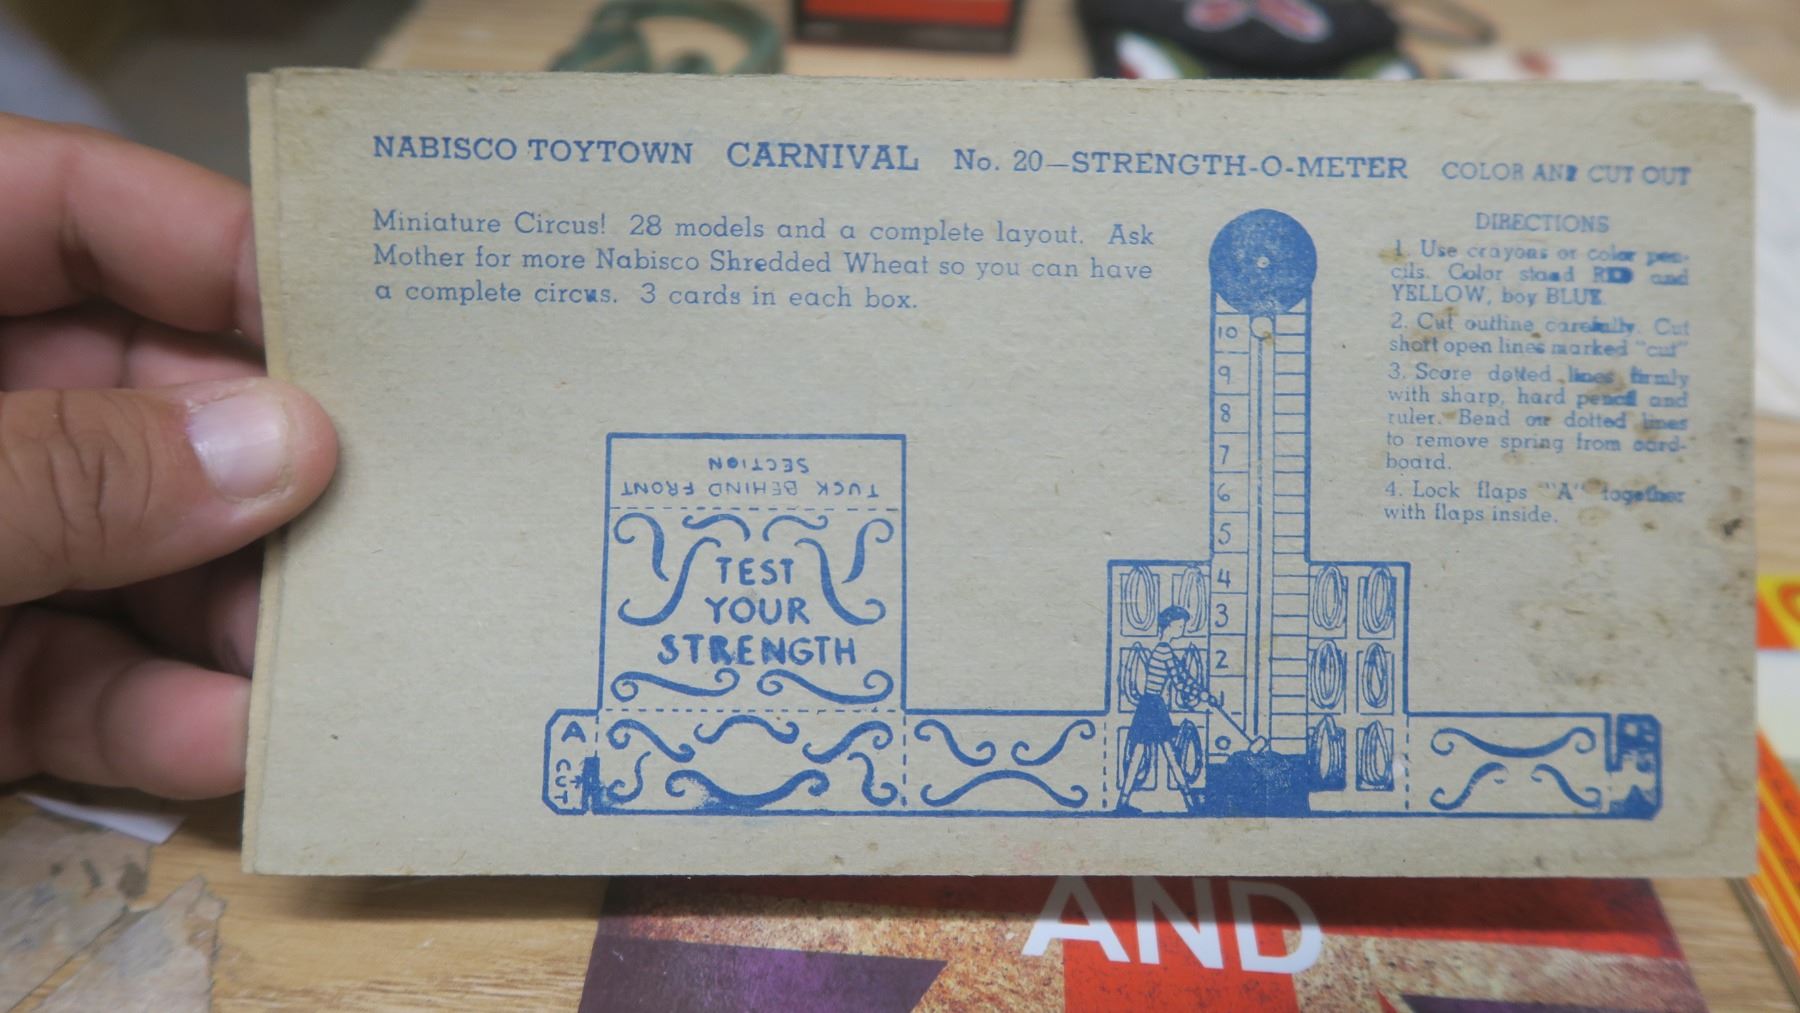 NABISCO TOYTOWN CARNIVAL No. 20—STRENGTH-O-METER COLOR AND CUT OUT
Miniature Circus! 28 models and a complete layout. Ask
Mother for more Nabisco Shredded Wheat so you can have
a complete circus. 3 cards in each box.
DIRECTIONS
1. Use crayons or color pen-
cils. Color stand RED and
YELLOW, boy BLUE.
2. Cut outline carefully. Cut
short open lines marked "cut"
3. Score dotted lines firmly
with sharp, hard pencil and
ruler. Bend on dotted lines
to remove spring from card-
board.
4. Lock flaps "A" together
with flaps inside.
TUCK BEHIND FRONT
SECTION
TEST
YOUR
STRENGTH
A
CUT
10
9
8
7
6
5
4
3
2
1
0
AND